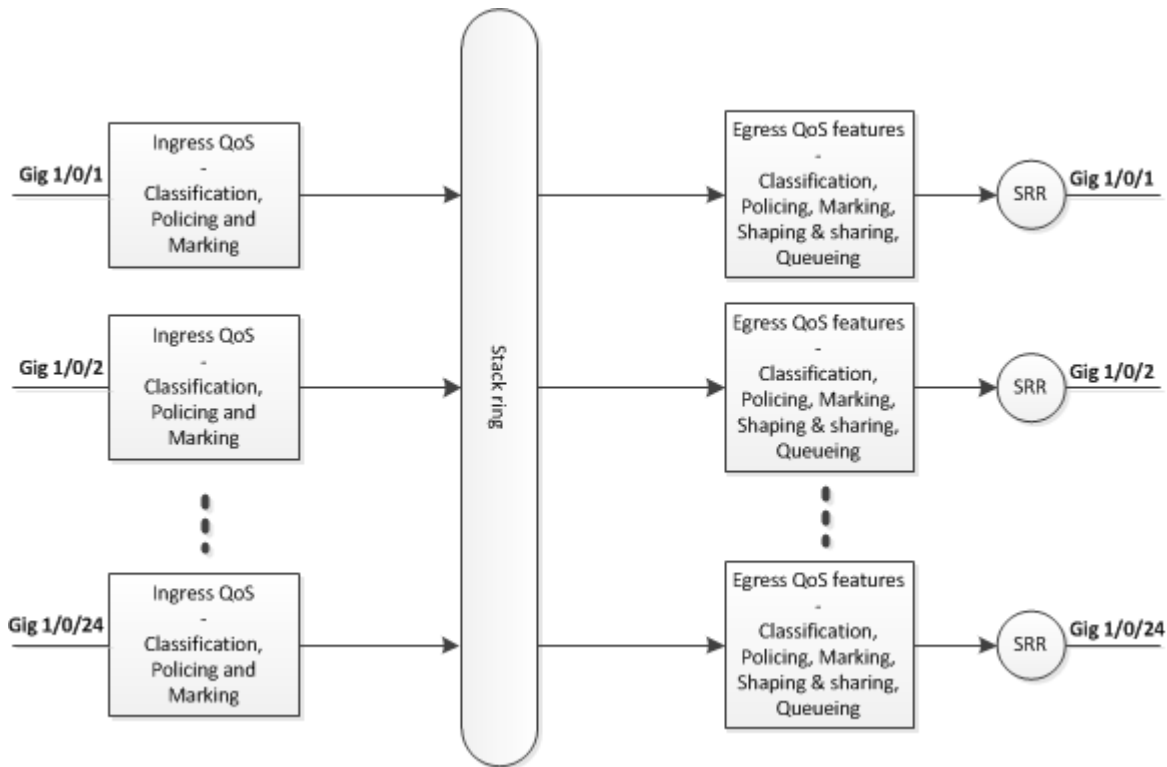 Gig 1/0/1
Ingress QoS
-
Classification,
Policing and
Marking
Egress QoS features
-
Classification,
Policing, Marking,
Shaping & sharing,
Queueing
SRR
Gig 1/0/1
Gig 1/0/2
Ingress QoS
-
Classification,
Policing and
Marking
Stack ring
Egress QoS features
-
Classification,
Policing, Marking,
Shaping & sharing,
Queueing
SRR
Gig 1/0/2
Gig 1/0/24
Ingress QoS
-
Classification,
Policing and
Marking
Egress QoS features
-
Classification,
Policing, Marking,
Shaping & sharing,
Queueing
SRR
Gig 1/0/24